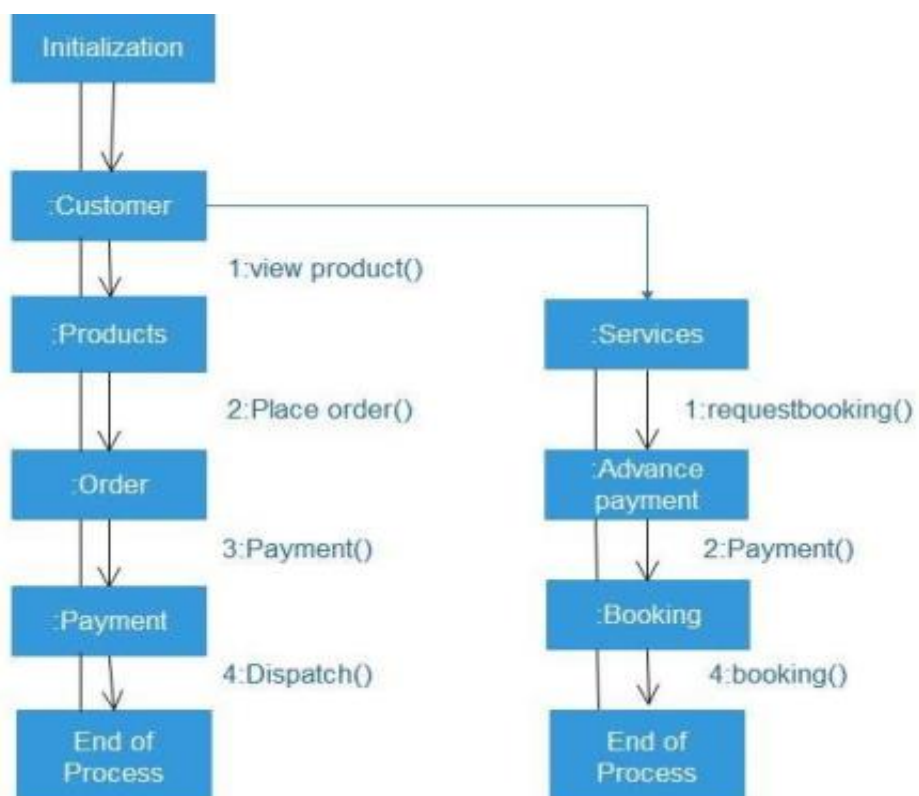 Initialization
:Customer
1:view product()
:Products
:Services
2:Place order()
1:requestbooking()
:Order
:Advance
payment
3:Payment()
2:Payment()
:Payment
:Booking
4:Dispatch()
4:booking()
End of
Process
End of
Process